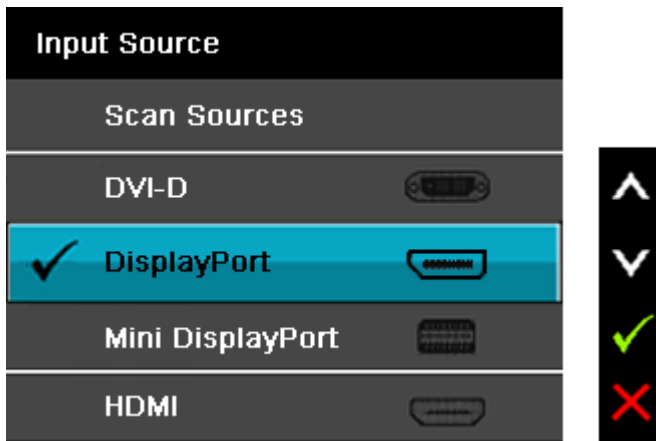 Input Source
Scan Sources
DVI-D
DisplayPort
Mini DisplayPort
HDMI